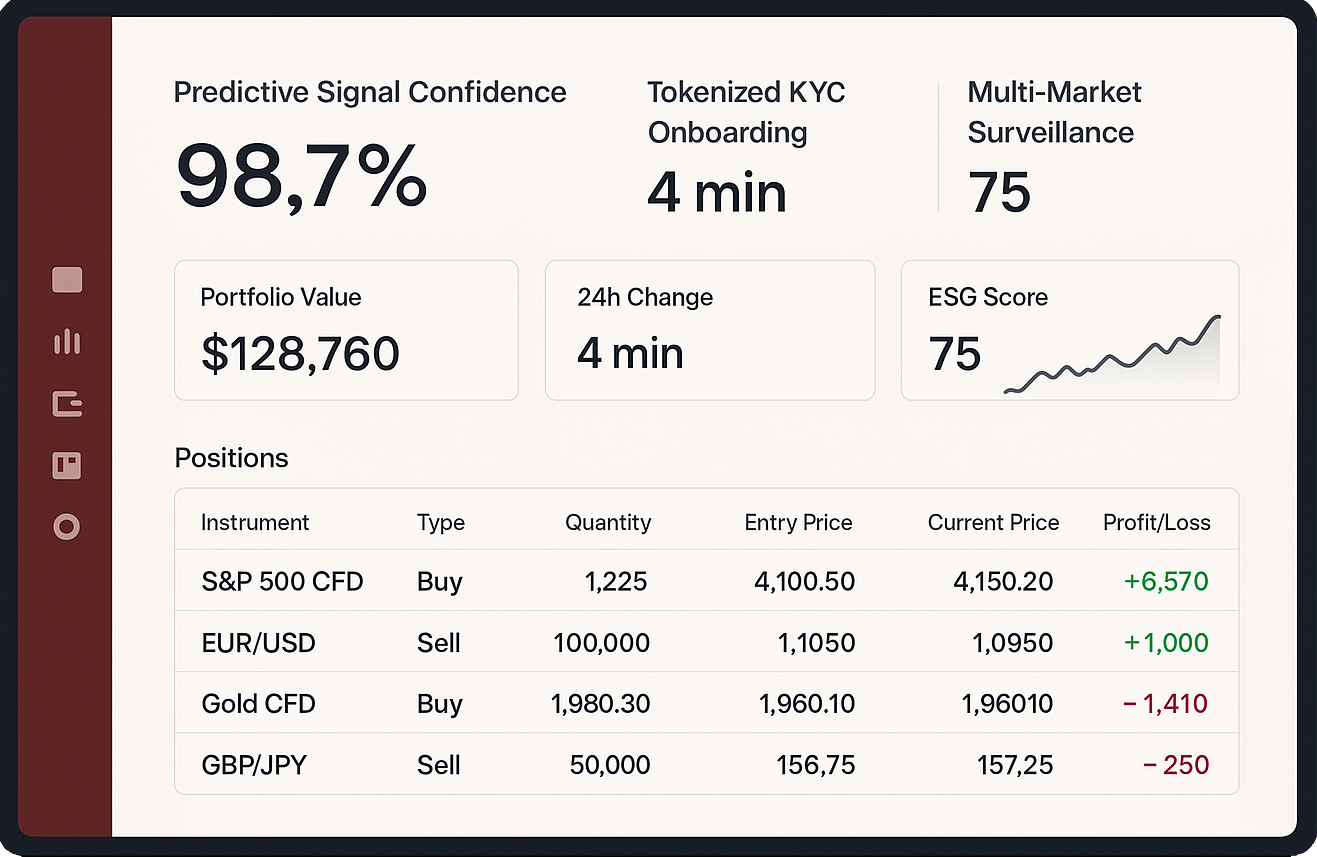 Predictive Signal Confidence
98,7%
Tokenized KYC
Onboarding
4 min
Multi-Market
Surveillance
75
Portfolio Value
$128,760
24h Change
4 min
ESG Score
75
Positions
Instrument Type Quantity Entry Price Current Price Profit/Loss
S&P 500 CFD Buy 1,225 4,100.50 4,150.20 +6,570
EUR/USD Sell 100,000 1,1050 1,0950 +1,000
Gold CFD Buy 1,980.30 1,960.10 1,96010 − 1,410
GBP/JPY Sell 50,000 156,75 157,25 − 250